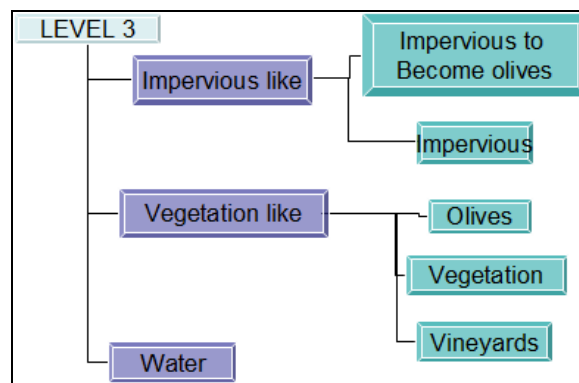 LEVEL 3
Impervious like
Impervious to
Become olives
Impervious
Vegetation like
Olives
Vegetation
Vineyards
Water